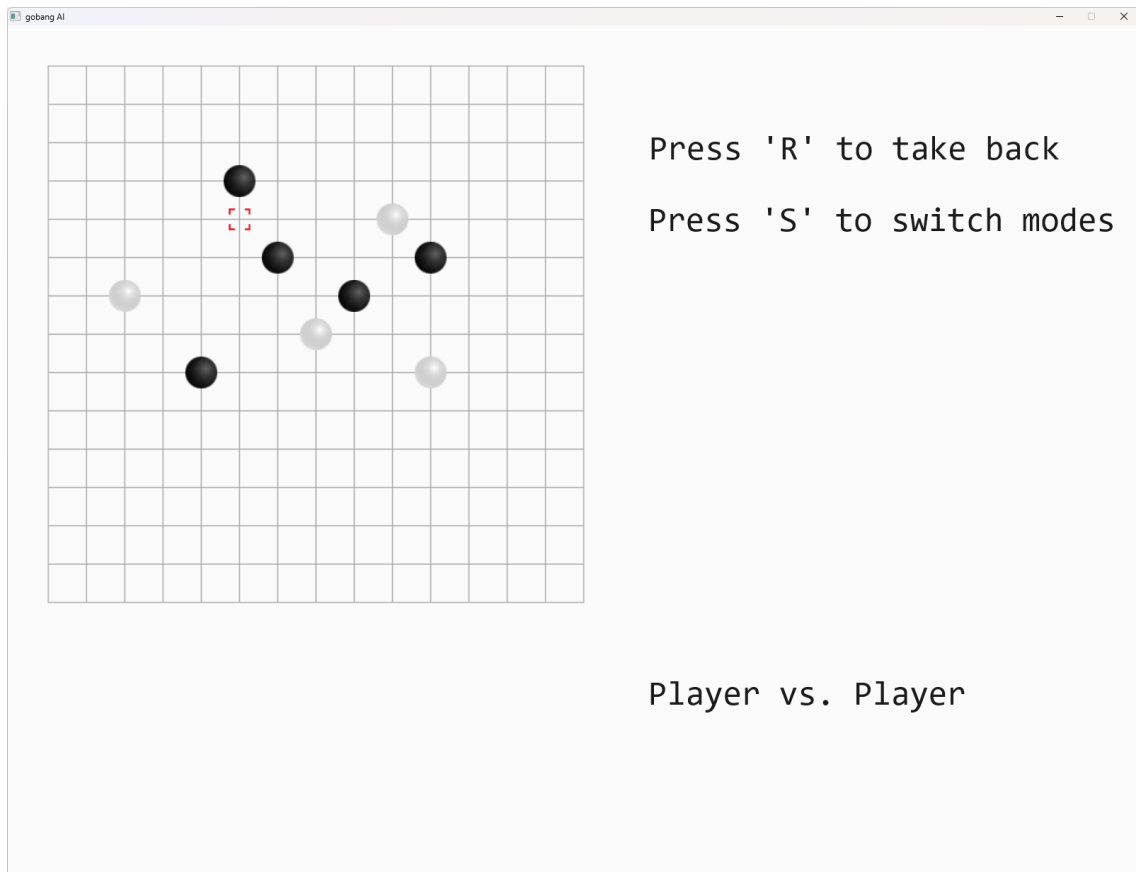 gobang AI
Press 'R' to take back
Press 'S' to switch modes
Player vs. Player